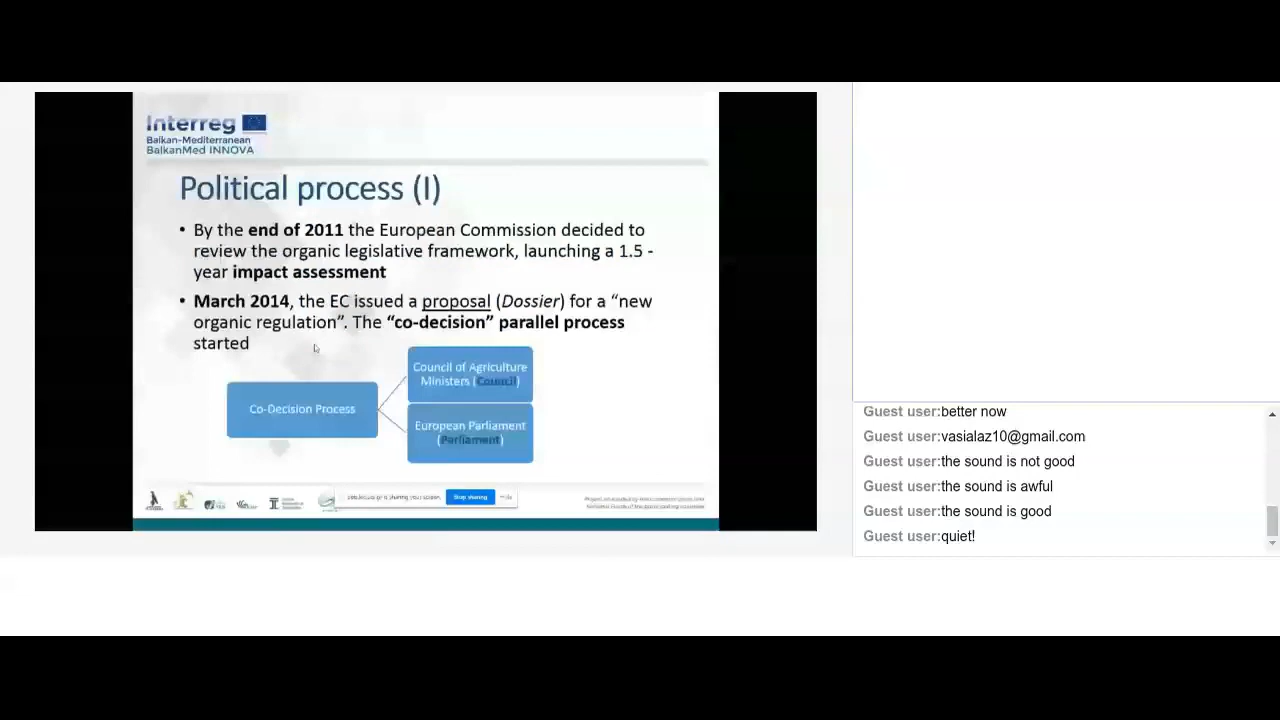 Interreg
Balkan-Mediterranean
BalkanMed INNOVA
Political process (I)
• By the end of 2011 the European Commission decided to
review the organic legislative framework, launching a 1.5 -
year impact assessment
• March 2014, the EC issued a proposal (Dossier) for a “new
organic regulation”. The “co-decision” parallel process
started
Co-Decision Process
Council of Agriculture
Ministers (Council)
European Parliament
(Parliament)
sharing your screen.
Stop sharing
Hide
Guest user:better now
Guest user:vasialaz10@gmail.com
Guest user:the sound is not good
Guest user:the sound is awful
Guest user:the sound is good
Guest user:quiet!